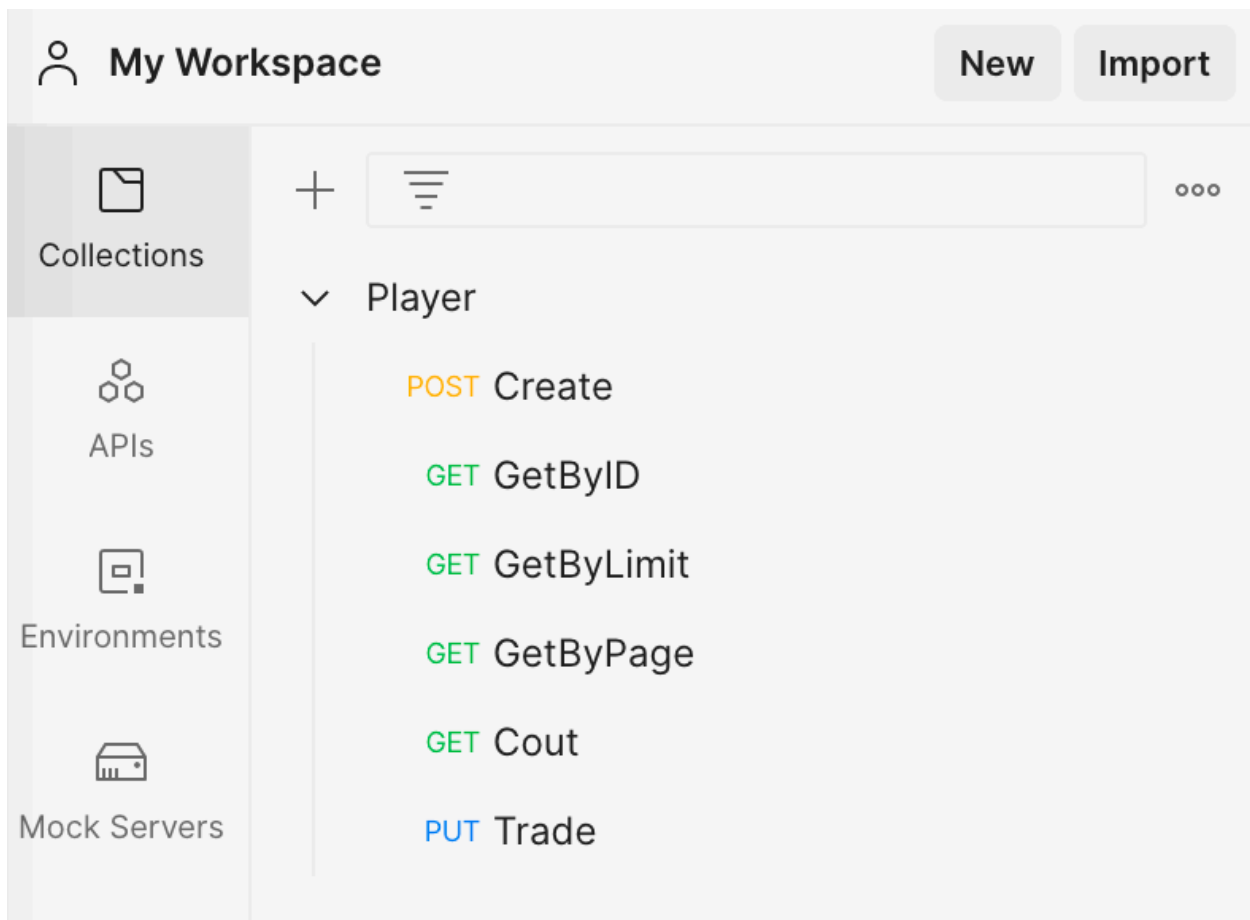 My Workspace New Import
Collections
APIs
Environments
Mock Servers
Player
POST Create
GET GetByID
GET GetByLimit
GET GetByPage
GET Cout
PUT Trade